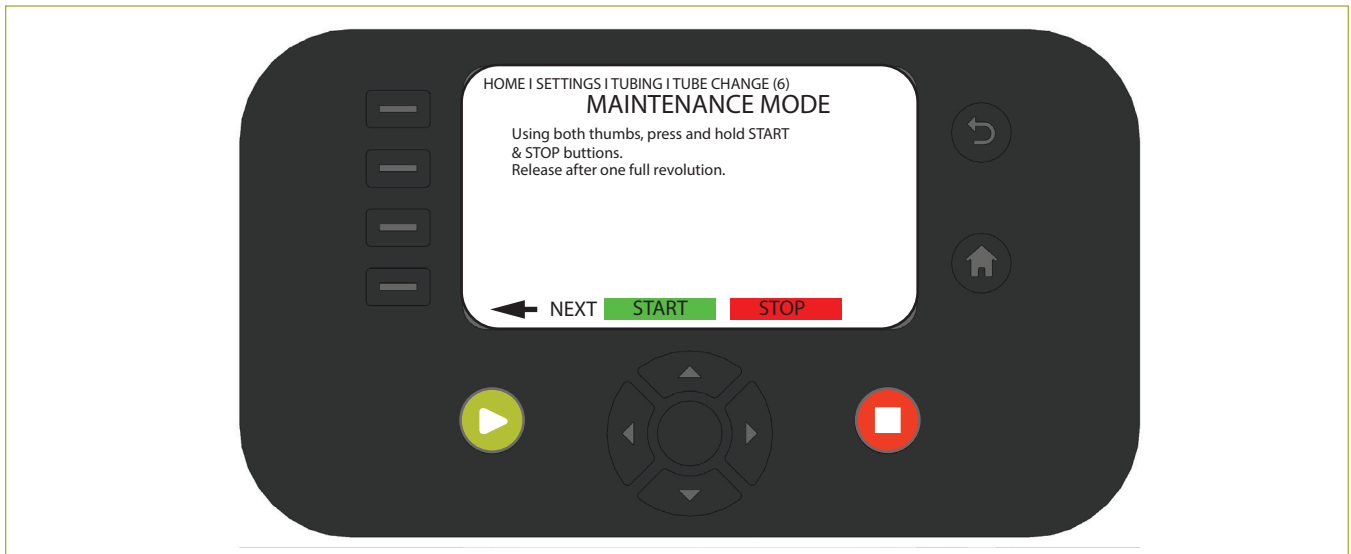 HOME I SETTINGS I TUBING I TUBE CHANGE (6)
MAINTENANCE MODE
Using both thumbs, press and hold START
& STOP buttions.
Release after one full revolution.
NEXT START STOP